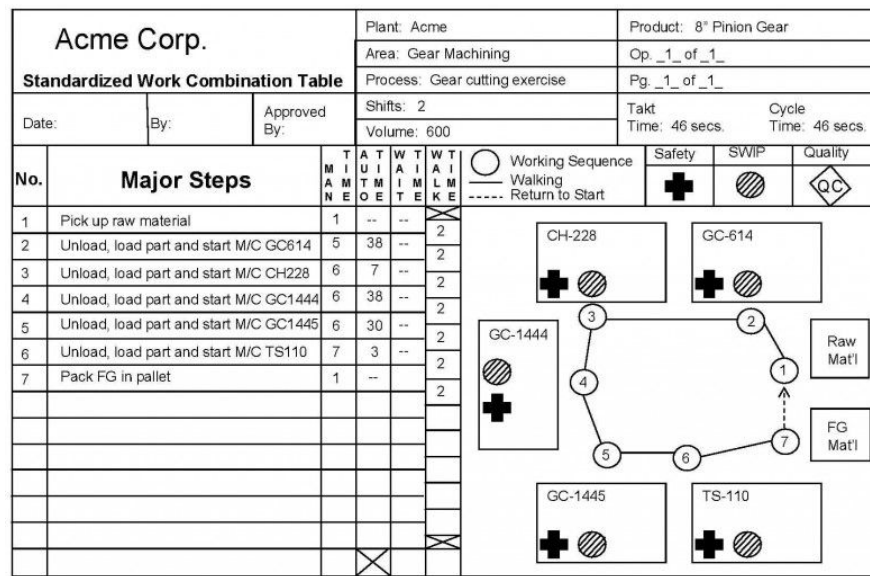 Acme Corp.
Standardized Work Combination Table
Date:
By:
Approved
By:
Plant: Acme
Area: Gear Machining
Process: Gear cutting exercise
Shifts: 2
Volume: 600
Product: 8" Pinion Gear
Op. _1_ of _1_
Pg. _1_ of _1_
Takt
Time: 46 secs.
Cycle
Time: 46 secs.
No. Major Steps MAN TIME AUTO TIME WAIT TIME WALK TIME
Working Sequence
Walking
Return to Start
Safety SWIP Quality
QC
1 Pick up raw material 1 -- --
2
2 Unload, load part and start M/C GC614 5 38 --
2
3 Unload, load part and start M/C CH228 6 7 --
2
4 Unload, load part and start M/C GC1444 6 38 --
2
5 Unload, load part and start M/C GC1445 6 30 --
2
6 Unload, load part and start M/C TS110 7 3 --
2
7 Pack FG in pallet 1 --
2
CH-228
GC-614
3
2
GC-1444
Raw
Mat'l
1
4
FG
Mat'l
7
5
6
GC-1445
TS-110